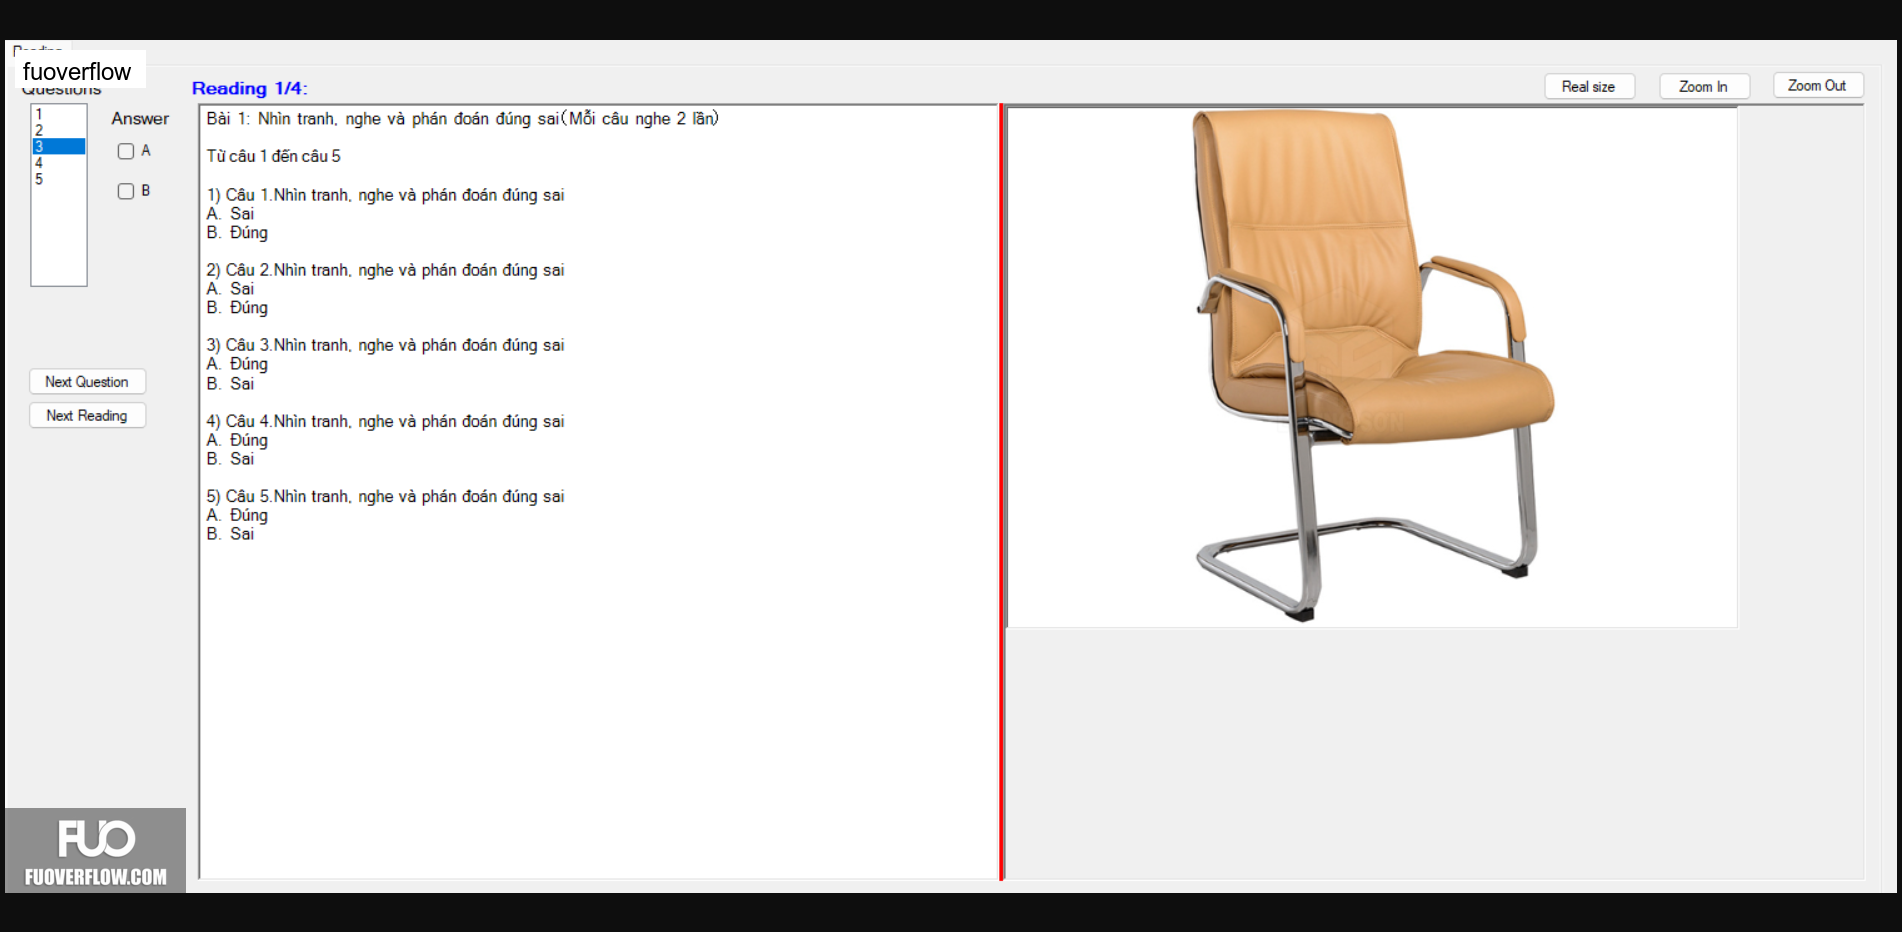 fuoverflow
Questions
Reading 1/4:
Real size
Zoom In
Zoom Out
1
2
3
4
5
Answer
A
B
Next Question
Next Reading
Bài 1: Nhìn tranh, nghe và phán đoán đúng sai(Mỗi câu nghe 2 lần)
Từ câu 1 đến câu 5
1) Câu 1.Nhìn tranh, nghe và phán đoán đúng sai
A. Sai
B. Đúng
2) Câu 2.Nhìn tranh, nghe và phán đoán đúng sai
A. Sai
B. Đúng
3) Câu 3.Nhìn tranh, nghe và phán đoán đúng sai
A. Đúng
B. Sai
4) Câu 4.Nhìn tranh, nghe và phán đoán đúng sai
A. Đúng
B. Sai
5) Câu 5.Nhìn tranh, nghe và phán đoán đúng sai
A. Đúng
B. Sai
FUO
FUOVERFLOW.COM